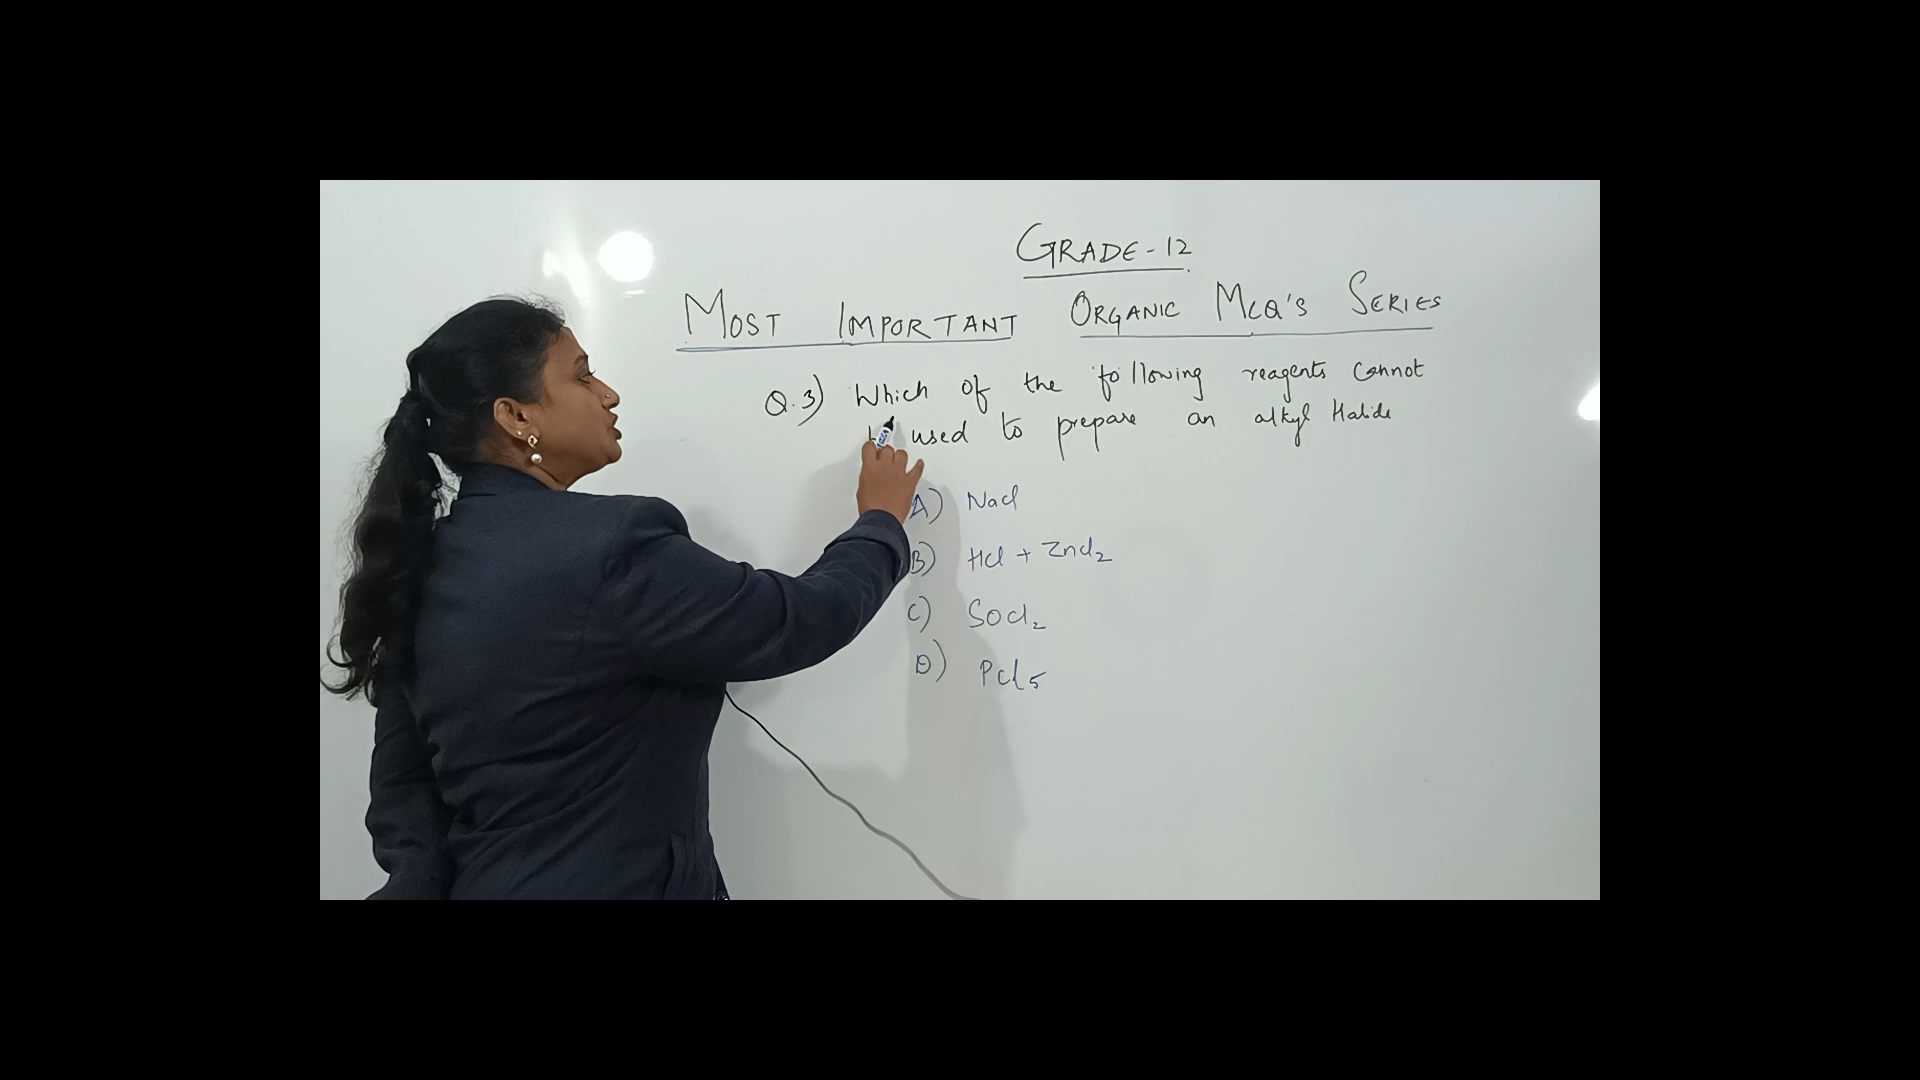 GRADE-12
MOST IMPORTANT ORGANIC MCQ'S SERIES
Q.3) Which of the following reagents cannot
used to prepare an alkyl Halide
A) NaCl
B) HCl + ZnCl2
C) SOCl2
D) PCl5